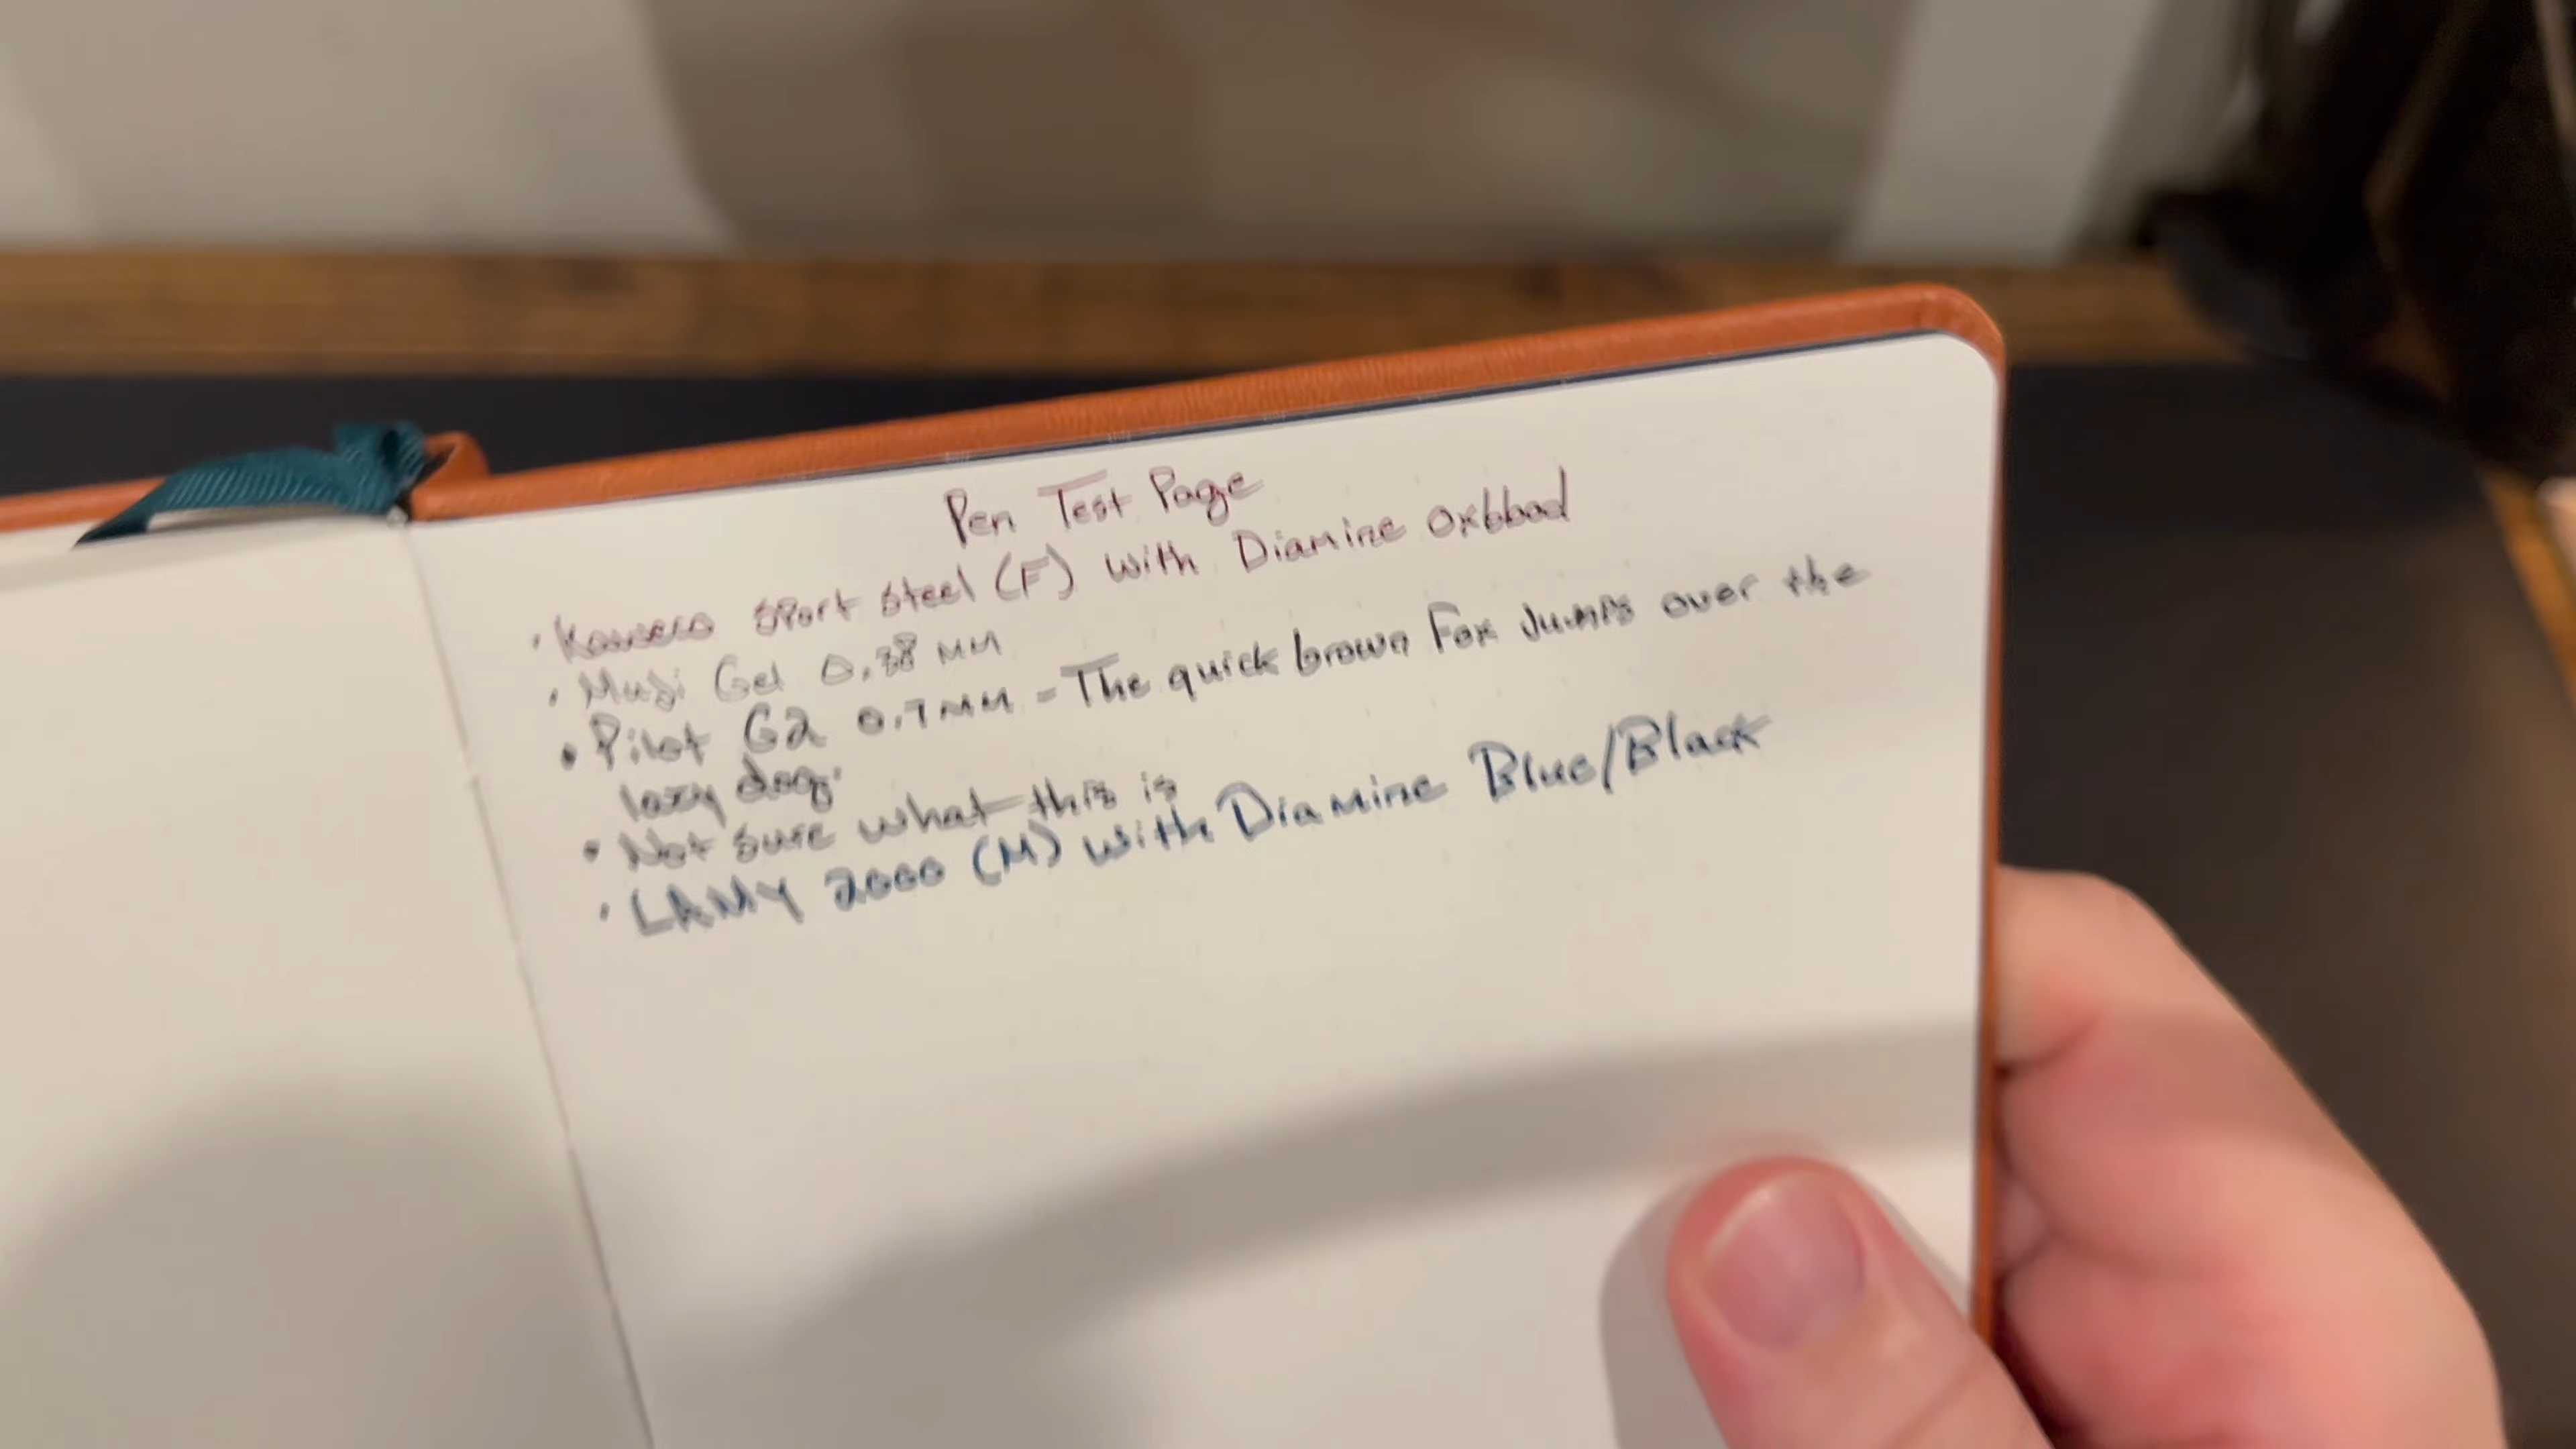 Pen Test Page
· Kaweco Sport Steel (F) with Diamine Oxblood
· Muji Gel 0.38 MM
• Pilot G2 0.7MM - The quick brown Fox Jumps over the
lazy dog.
• Not sure what this is
· LAMY 2000 (M) with Diamine Blue/Black